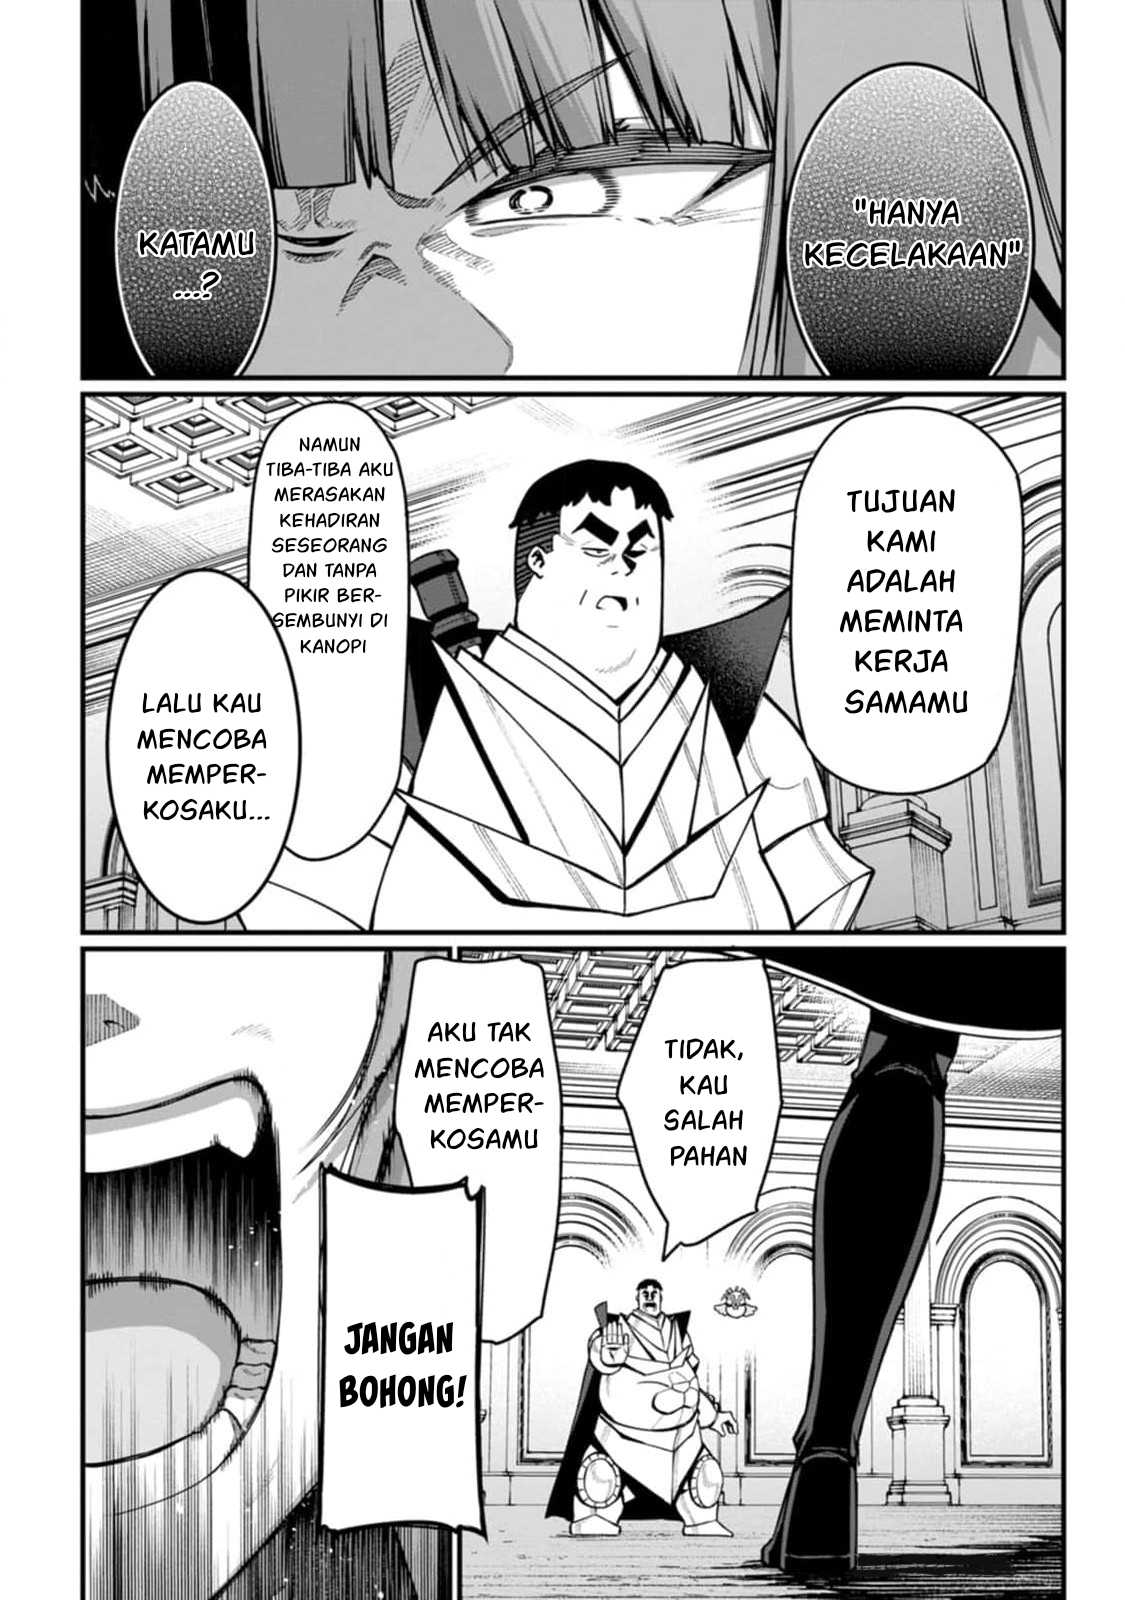 "HANYA
KECELAKAAN"
KATAMU
...?
TUJUAN
KAMI
ADALAH
MEMINTA
KERJA
SAMAMU
NAMUN
TIBA-TIBA AKU
MERASAKAN
KEHADIRAN
SESEORANG
DAN TANPA
PIKIR BER-
SEMBUNYI DI
KANOPI
LALU KAU
MENCOBA
MEMPER-
KOSAKU...
TIDAK,
KAU
SALAH
PAHAN
AKU TAK
MENCOBA
MEMPER-
KOSAMU
JANGAN
BOHONG!